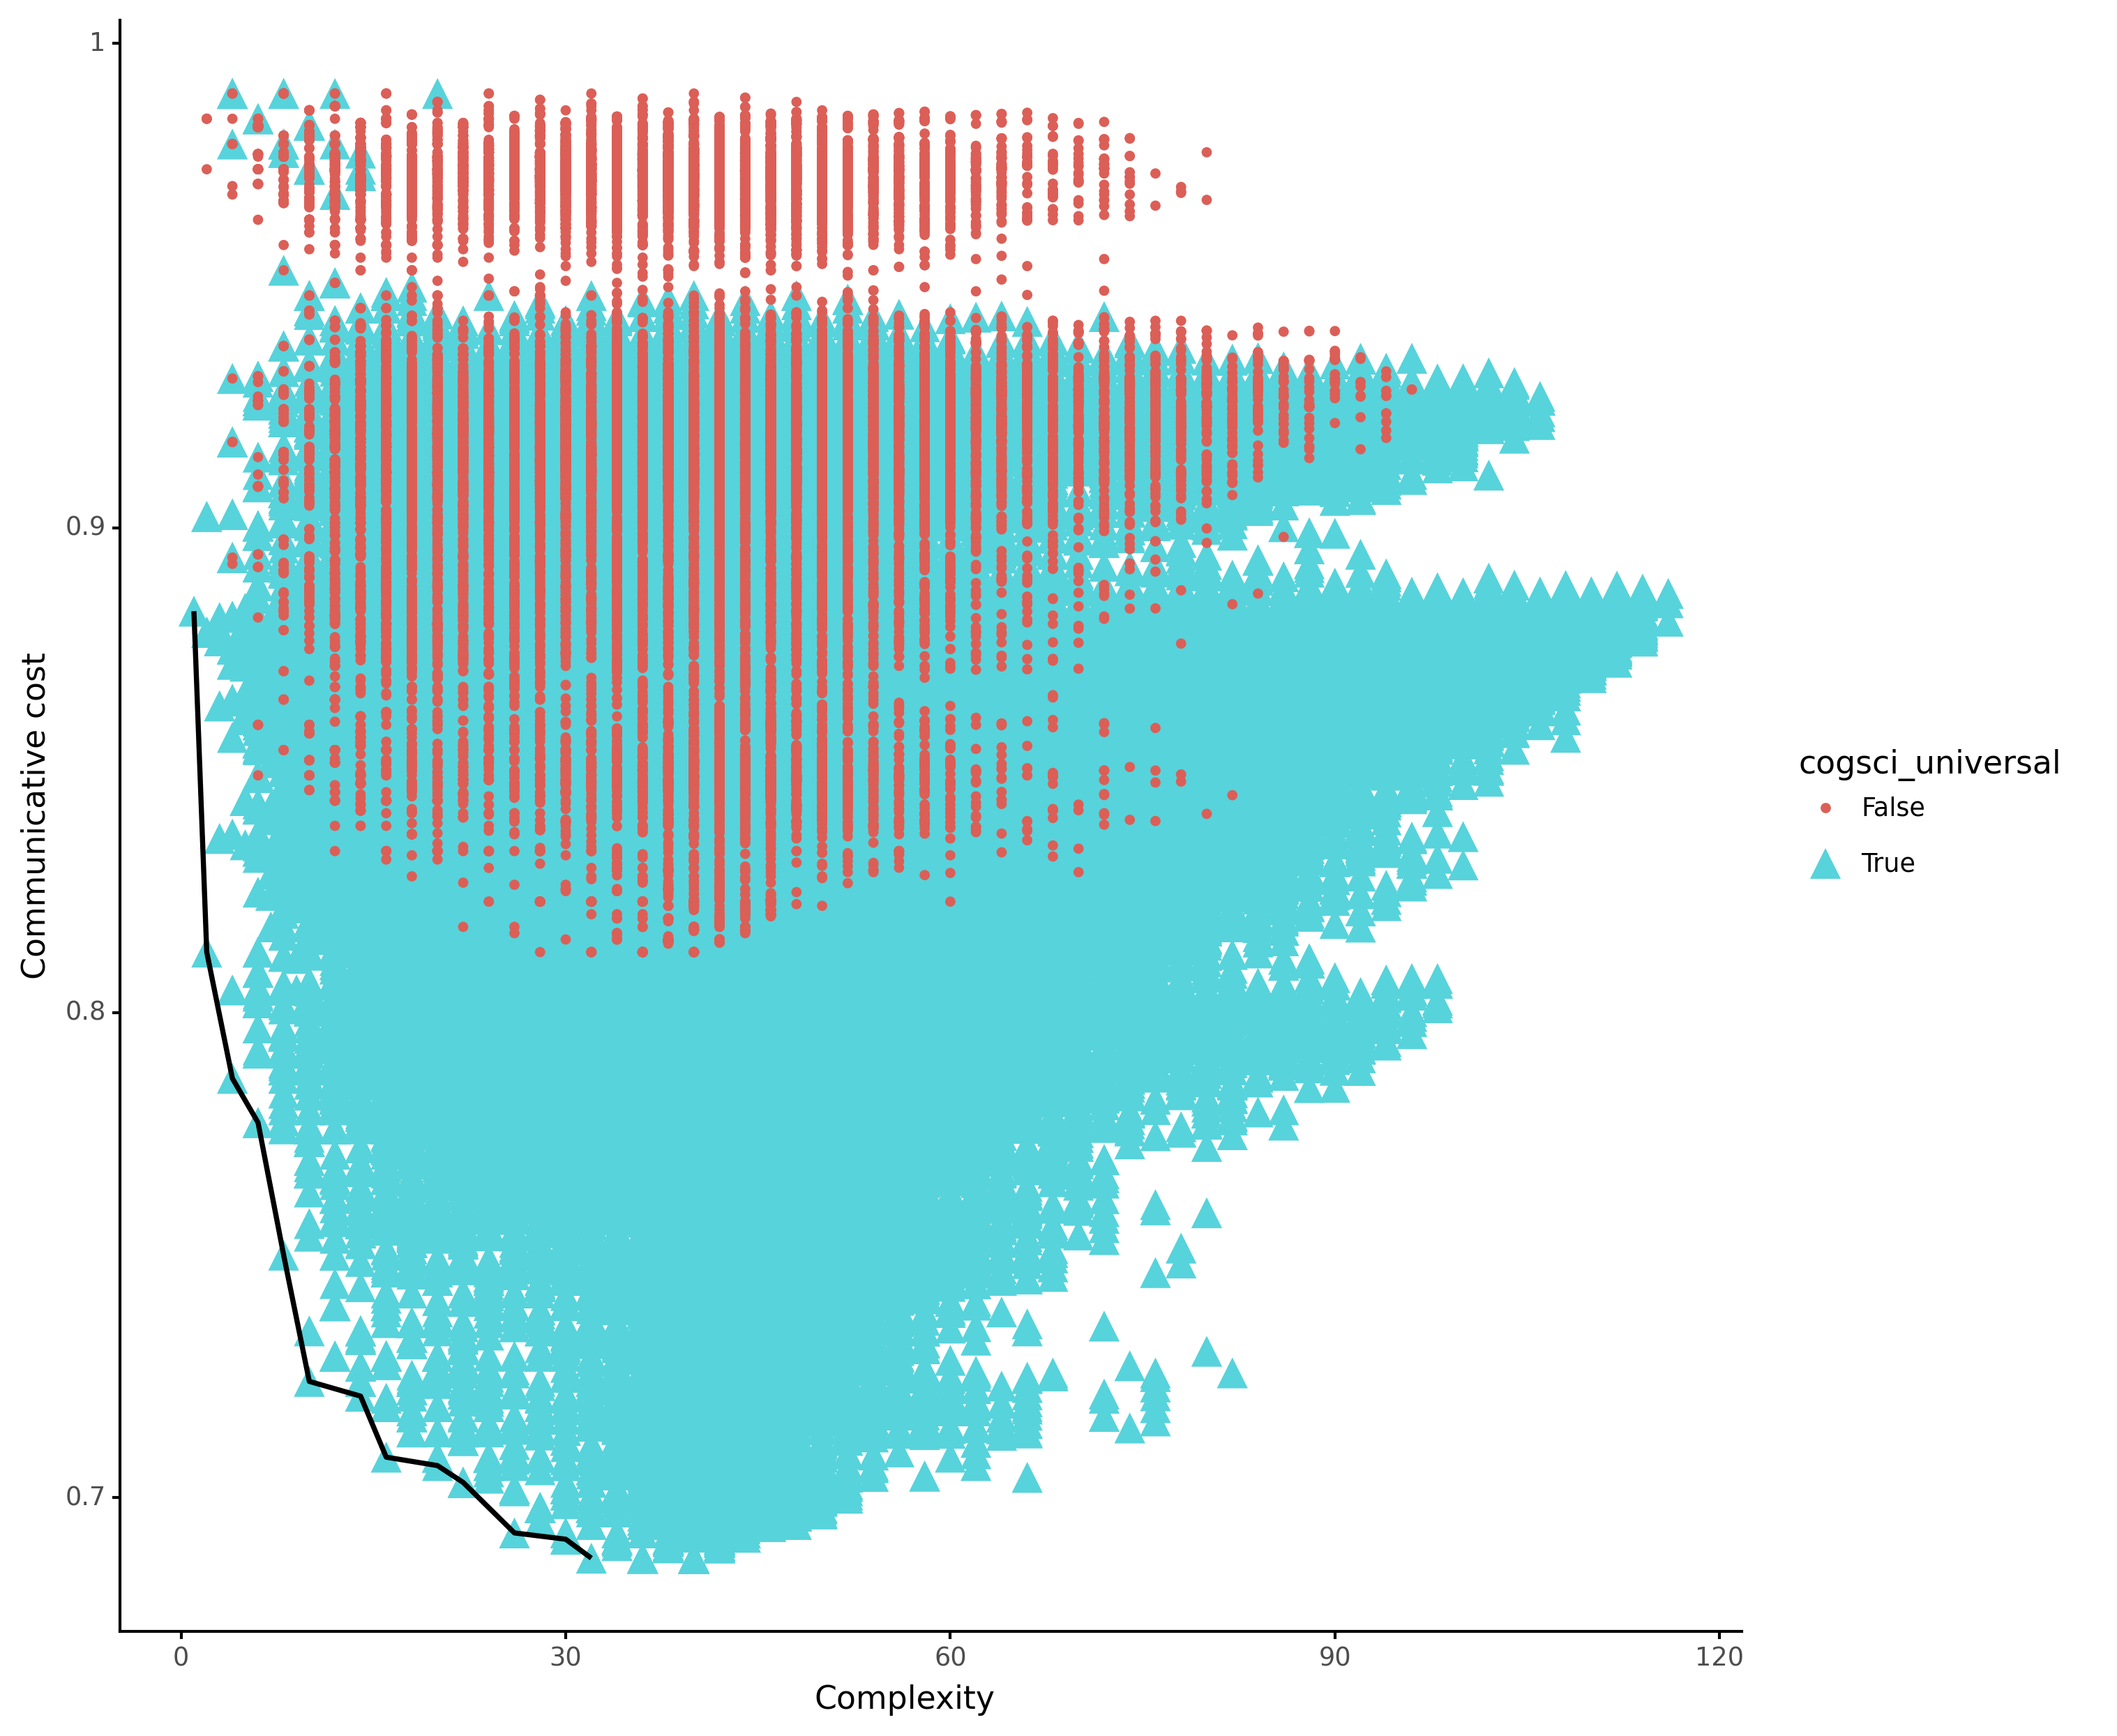 1
0.9
0.8
0.7
Communicative cost
0
30
60
90
120
Complexity
cogsci_universal
False
True